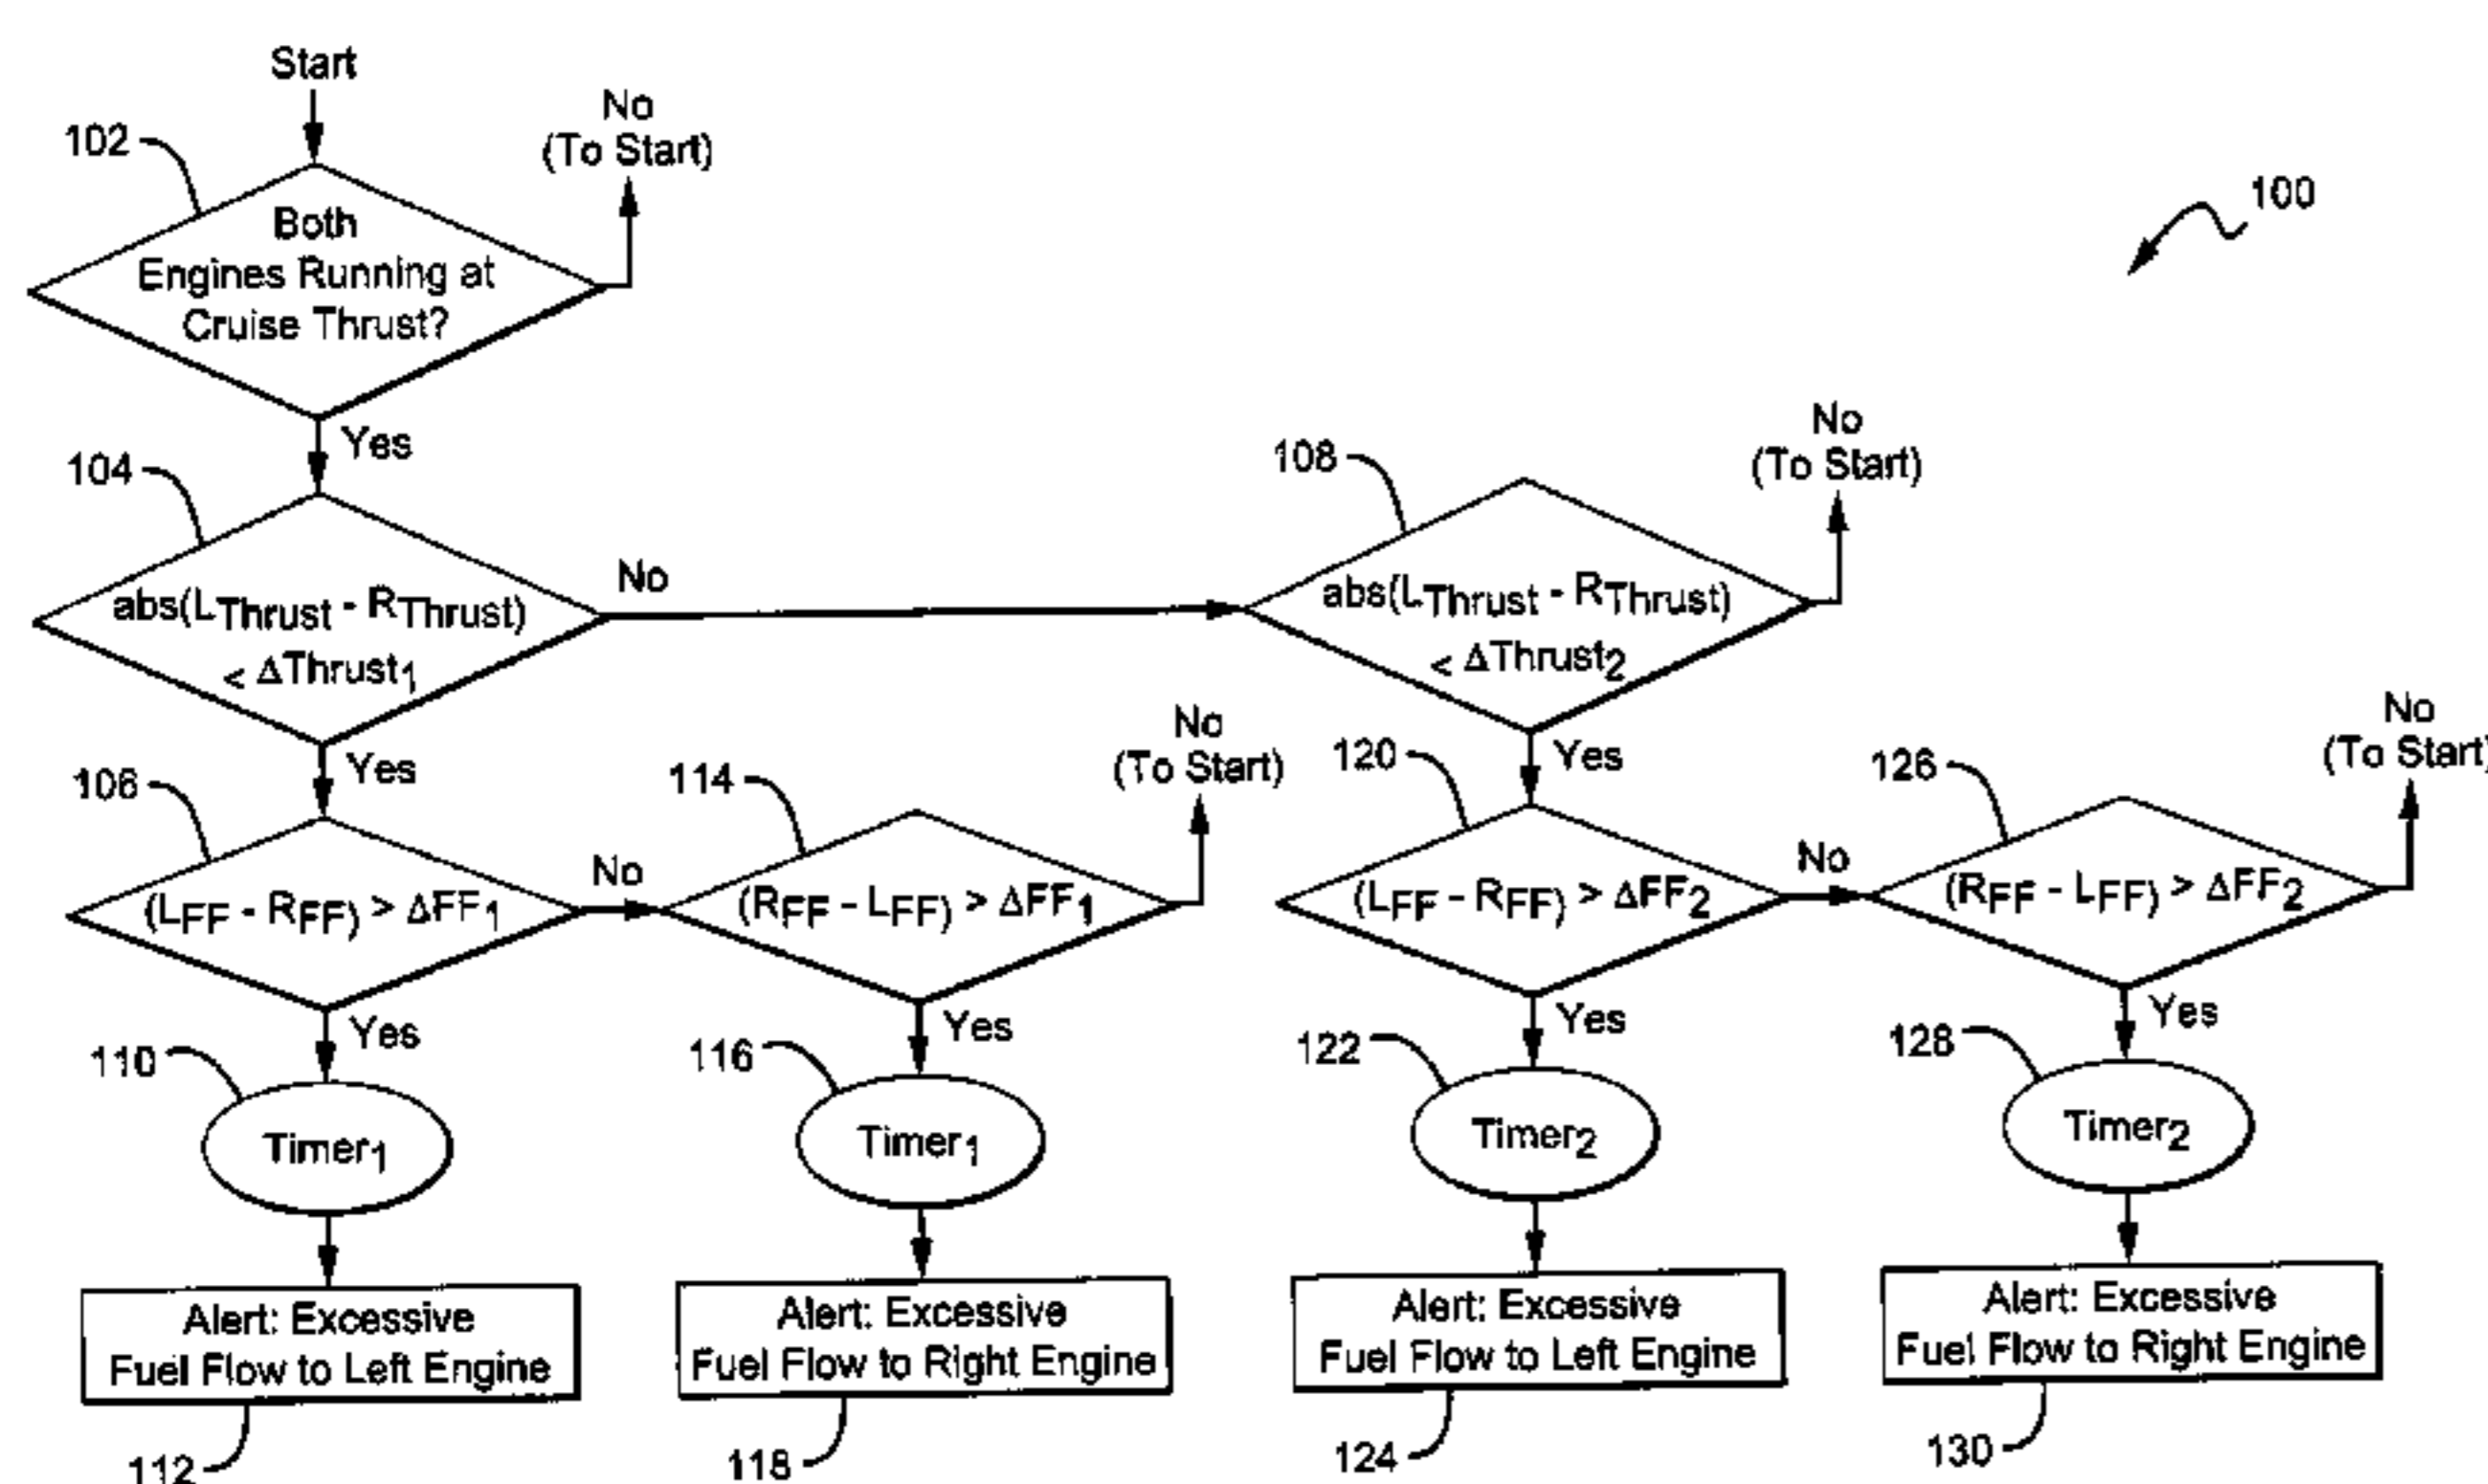 Start
No
(To Start)
102
Both
Engines Running at
Cruise Thrust?
100
Yes
104
abs(LThrust - RThrust)
< ΔThrust1
No
108
abs(LThrust - RThrust)
< ΔThrust2
No
(To Start)
Yes
106
(LFF - RFF) > ΔFF1
No
114
(RFF - LFF) > ΔFF1
No
(To Start)
Yes
120
(LFF - RFF) > ΔFF2
No
126
(RFF - LFF) > ΔFF2
No
(To Start)
Yes
110
Timer1
Yes
116
Timer1
Yes
122
Timer2
Yes
128
Timer2
Alert: Excessive
Fuel Flow to Left Engine
112
Alert: Excessive
Fuel Flow to Right Engine
118
Alert: Excessive
Fuel Flow to Left Engine
124
Alert: Excessive
Fuel Flow to Right Engine
130